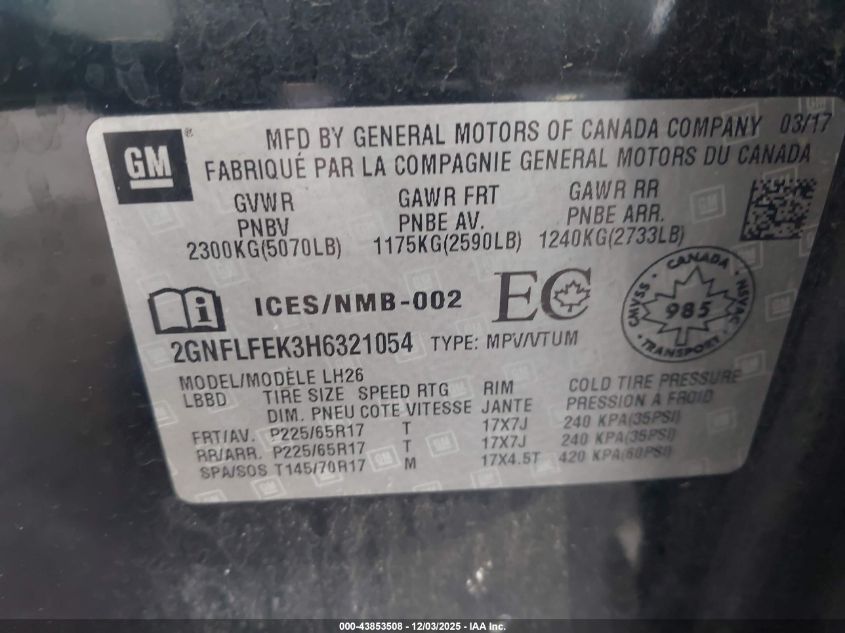 GM ® MFD BY GENERAL MOTORS OF CANADA COMPANY 03/17
FABRIQUÉ PAR LA COMPAGNIE GENERAL MOTORS DU CANADA
GVWR GAWR FRT GAWR RR
PNBV PNBE AV. PNBE ARR.
2300KG(5070LB) 1175KG(2590LB) 1240KG(2733LB)
ICES/NMB-002 EC
CANADA
CMVSS 985 NSVAC
2GNFLFEK3H6321054 TYPE: MPV/VTUM
MODEL/MODÈLE LH26
LBBD TIRE SIZE SPEED RTG RIM COLD TIRE PRESSURE
DIM. PNEU COTE VITESSE JANTE PRESSION A FROID
FRT/AV. P225/65R17 T 17X7J 240 KPA(35PSI)
RR/ARR. P225/65R17 T 17X7J 240 KPA(35PSI)
SPA/SOS T145/70R17 M 17X4.5T 420 KPA(60PSI)
000-43853508 - 12/03/2025 - IAA Inc.